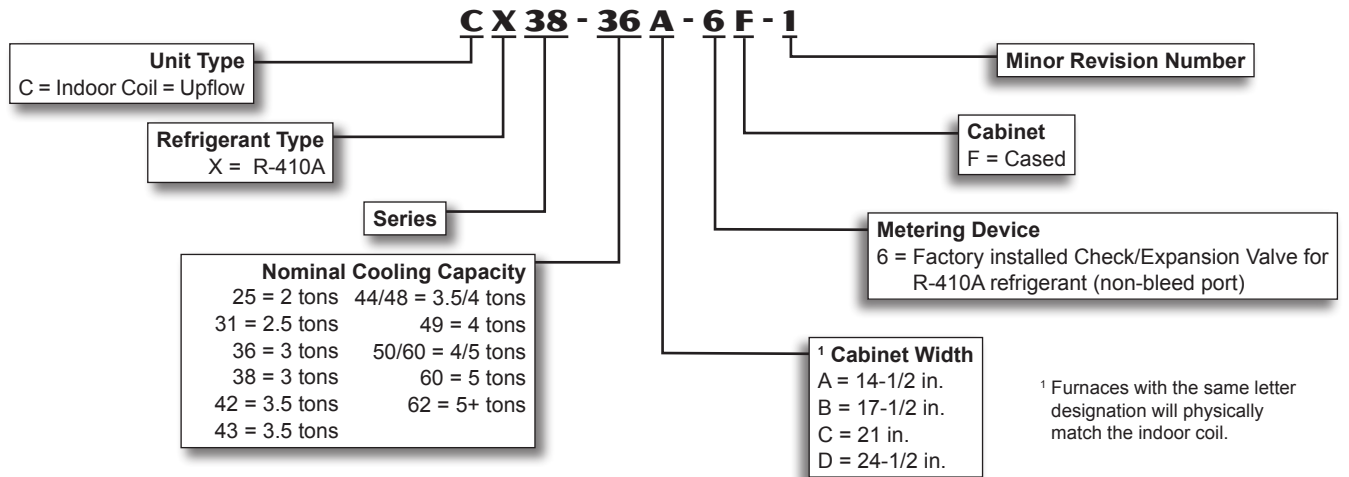 CX38-36A-6F-1
Unit Type
C = Indoor Coil = Upflow
Refrigerant Type
X = R-410A
Series
Nominal Cooling Capacity
25 = 2 tons 44/48 = 3.5/4 tons
31 = 2.5 tons 49 = 4 tons
36 = 3 tons 50/60 = 4/5 tons
38 = 3 tons 60 = 5 tons
42 = 3.5 tons 62 = 5+ tons
43 = 3.5 tons
Minor Revision Number
Cabinet
F = Cased
Metering Device
6 = Factory installed Check/Expansion Valve for
R-410A refrigerant (non-bleed port)
1 Cabinet Width
A = 14-1/2 in.
B = 17-1/2 in.
C = 21 in.
D = 24-1/2 in.
1 Furnaces with the same letter
designation will physically
match the indoor coil.